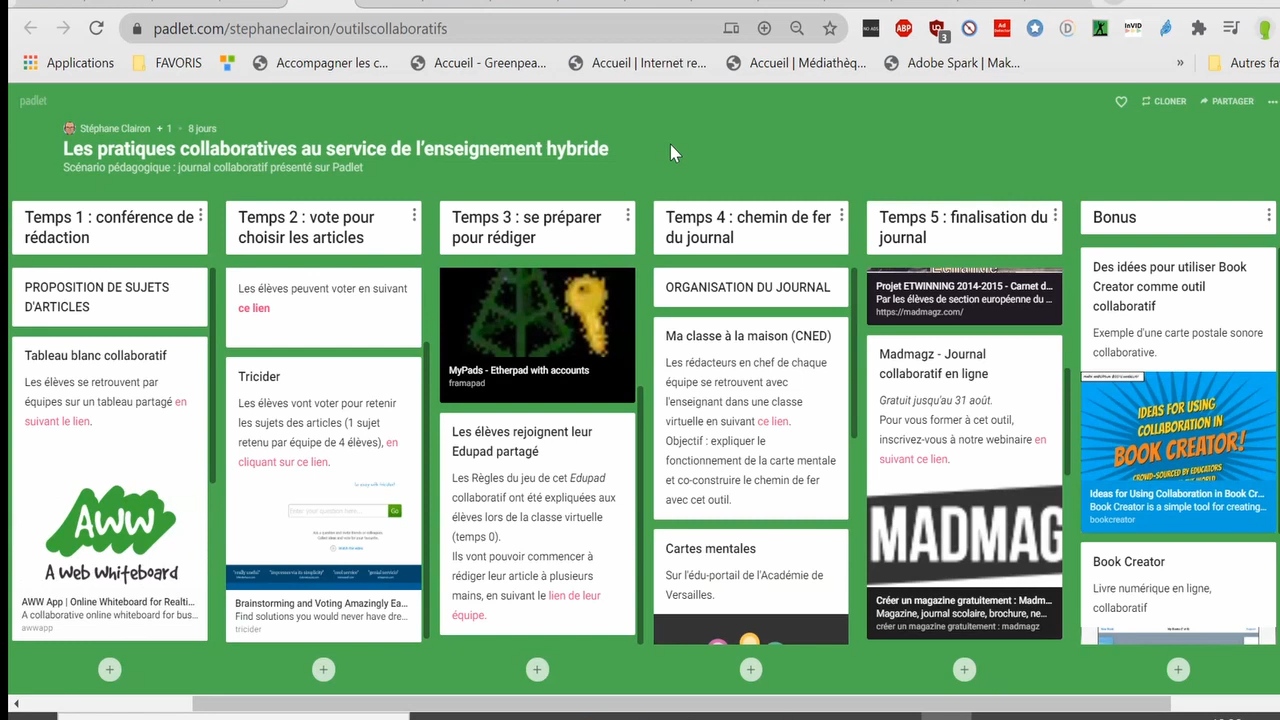 padlet.com/stephaneclairon/outilscollaboratifs
3
Applications
FAVORIS
Accompagner les c...
Accueil - Greenpea...
Accueil | Internet re...
Accueil | Médiathèq...
Adobe Spark | Mak...
»
Autres fa
padlet
CLONER
PARTAGER
Stéphane Clairon + 1 · 8 jours
Les pratiques collaboratives au service de l'enseignement hybride
Scénario pédagogique : journal collaboratif présenté sur Padlet
Temps 1 : conférence de
rédaction
PROPOSITION DE SUJETS
D'ARTICLES
Tableau blanc collaboratif
Les élèves se retrouvent par
équipes sur un tableau partagé en
suivant le lien.
AWW
A Web Whiteboard
AWW App | Online Whiteboard for Realti...
A collaborative online whiteboard for bus...
awwapp
Temps 2 : vote pour
choisir les articles
Les élèves peuvent voter en suivant
ce lien
Tricider
Les élèves vont voter pour retenir
les sujets des articles (1 sujet
retenu par équipe de 4 élèves), en
cliquant sur ce lien.
Enter your question here...
Go
Brainstorming and Voting Amazingly Ea...
Find solutions you would never have dre...
tricider
Temps 3 : se préparer
pour rédiger
MyPads - Etherpad with accounts
framapad
Les élèves rejoignent leur
Edupad partagé
Les Règles du jeu de cet Edupad
collaboratif ont été expliquées aux
élèves lors de la classe virtuelle
(temps 0).
Ils vont pouvoir commencer à
rédiger leur article à plusieurs
mains, en suivant le lien de leur
équipe.
Temps 4 : chemin de fer
du journal
ORGANISATION DU JOURNAL
Ma classe à la maison (CNED)
Les rédacteurs en chef de chaque
équipe se retrouvent avec
l'enseignant dans une classe
virtuelle en suivant ce lien.
Objectif : expliquer le
fonctionnement de la carte mentale
et co-construire le chemin de fer
avec cet outil.
Cartes mentales
Sur l'édu-portail de l'Académie de
Versailles.
Temps 5 : finalisation du
journal
Projet ETWINNING 2014-2015 - Carnet d...
Par les élèves de section européenne du ...
https://madmagz.com/
Madmagz - Journal
collaboratif en ligne
Gratuit jusqu'au 31 août.
Pour vous former à cet outil,
inscrivez-vous à notre webinaire en
suivant ce lien.
MADMAG
Créer un magazine gratuitement : Madm...
Magazine, journal scolaire, brochure, ne...
créer un magazine gratuitement : madmagz
Bonus
Des idées pour utiliser Book
Creator comme outil
collaboratif
Exemple d'une carte postale sonore
collaborative.
IDEAS FOR USING
COLLABORATION IN
BOOK CREATOR!
CROWD-SOURCED BY EDUCATORS
Ideas for Using Collaboration in Book Cr...
Book Creator is a simple tool for creating...
bookcreator
Book Creator
Livre numérique en ligne,
collaboratif